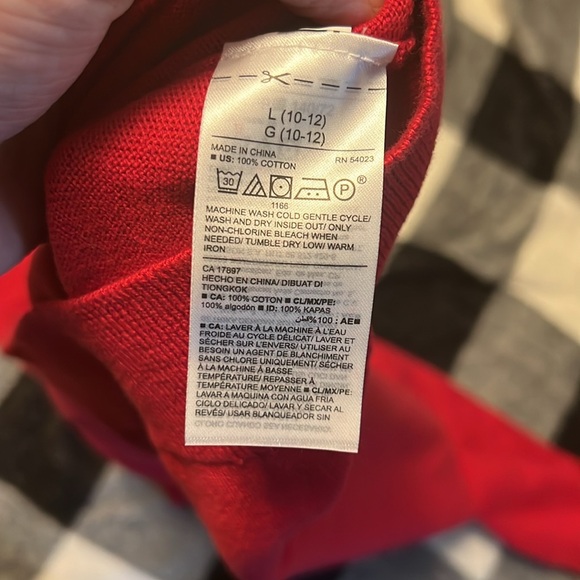 L (10-12)
G (10-12)
MADE IN CHINA
■ US: 100% COTTON RN 54023
30 P ®
1166
MACHINE WASH COLD GENTLE CYCLE/
WASH AND DRY INSIDE OUT/ ONLY
NON-CHLORINE BLEACH WHEN
NEEDED/ TUMBLE DRY LOW/ WARM
IRON
CA 17897
HECHO EN CHINA/ DIBUAT DI
TIONGKOK
■ CA: 100% COTON ■ CL/MX/PE:
100% algodón ■ ID: 100% KAPAS
■ AE: 100% قطن
■ CA: LAVER À LA MACHINE À L'EAU
FROIDE AU CYCLE DÉLICAT/ LAVER ET
SÉCHER SUR L'ENVERS/ UTILISER AU
BESOIN UN AGENT DE BLANCHIMENT
SANS CHLORE UNIQUEMENT/ SÉCHER
À LA MACHINE À BASSE
TEMPÉRATURE/ REPASSER À
TEMPÉRATURE MOYENNE ■ CL/MX/PE:
LAVAR A MAQUINA CON AGUA FRIA
CICLO DELICADO/ LAVAR Y SECAR AL
REVÉS/ USAR BLANQUEADOR SIN